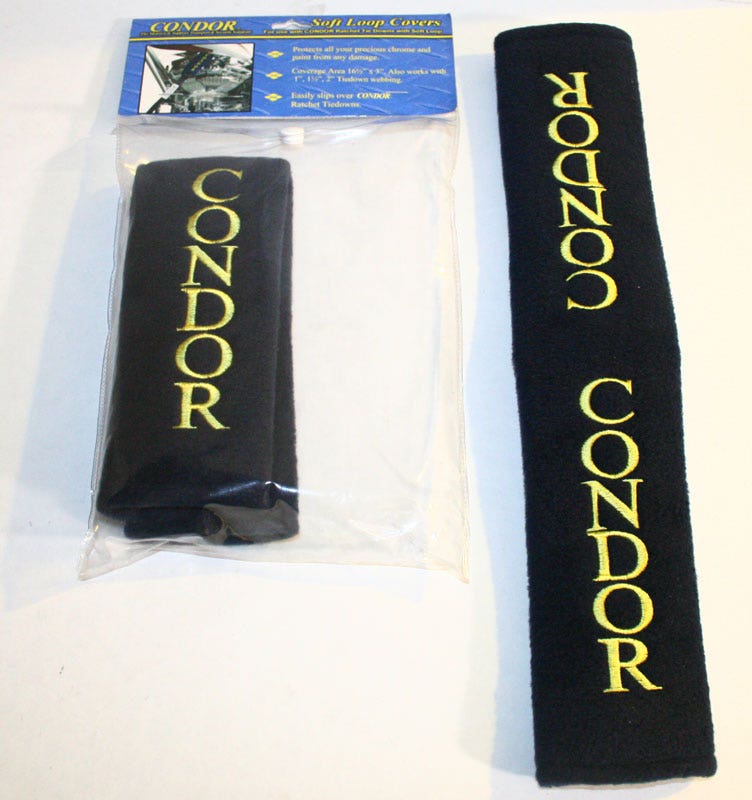 CONDOR
Soft Loop Covers
For use with CONDOR Ratchet Tie Downs with Soft Loop
Protects all your precious chrome and
paint from any damage.
Coverage Area 16½" x 3". Also works with
1", 1½", 2" Tiedown webbing.
Easily slips over CONDOR
Ratchet Tiedowns.
CONDOR
CONDOR
CONDOR